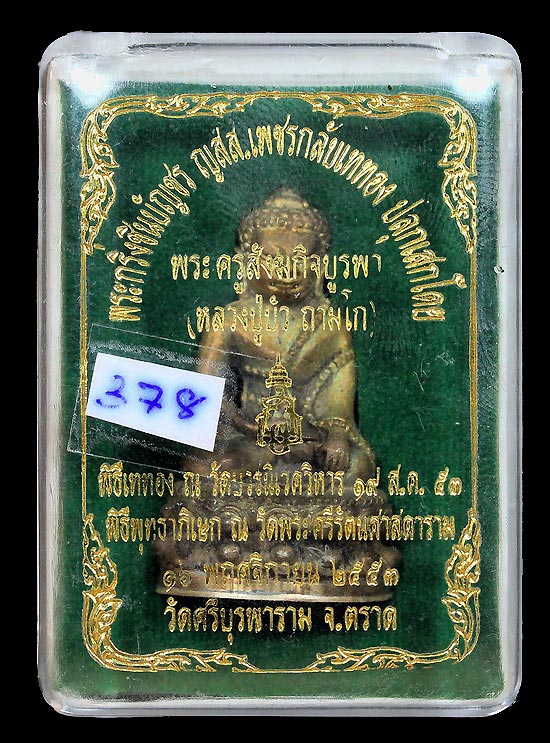 พระกริ่งชินบัญชร ญสส.เพชรกลับเททอง ปลุกเสกโดย
พระครูสังฆกิจบูรพา
(หลวงปู่บัว ถามโก)
378
พิธีเททอง ณ วัดบวรนิเวศวิหาร ๑๙ ส.ค. ๕๓
พิธีพุทธาภิเษก ณ วัดพระศรีรัตนศาสดาราม
๑๖ พฤศจิกายน ๒๕๕๓
วัดศรีบุรพาราม จ.ตราด